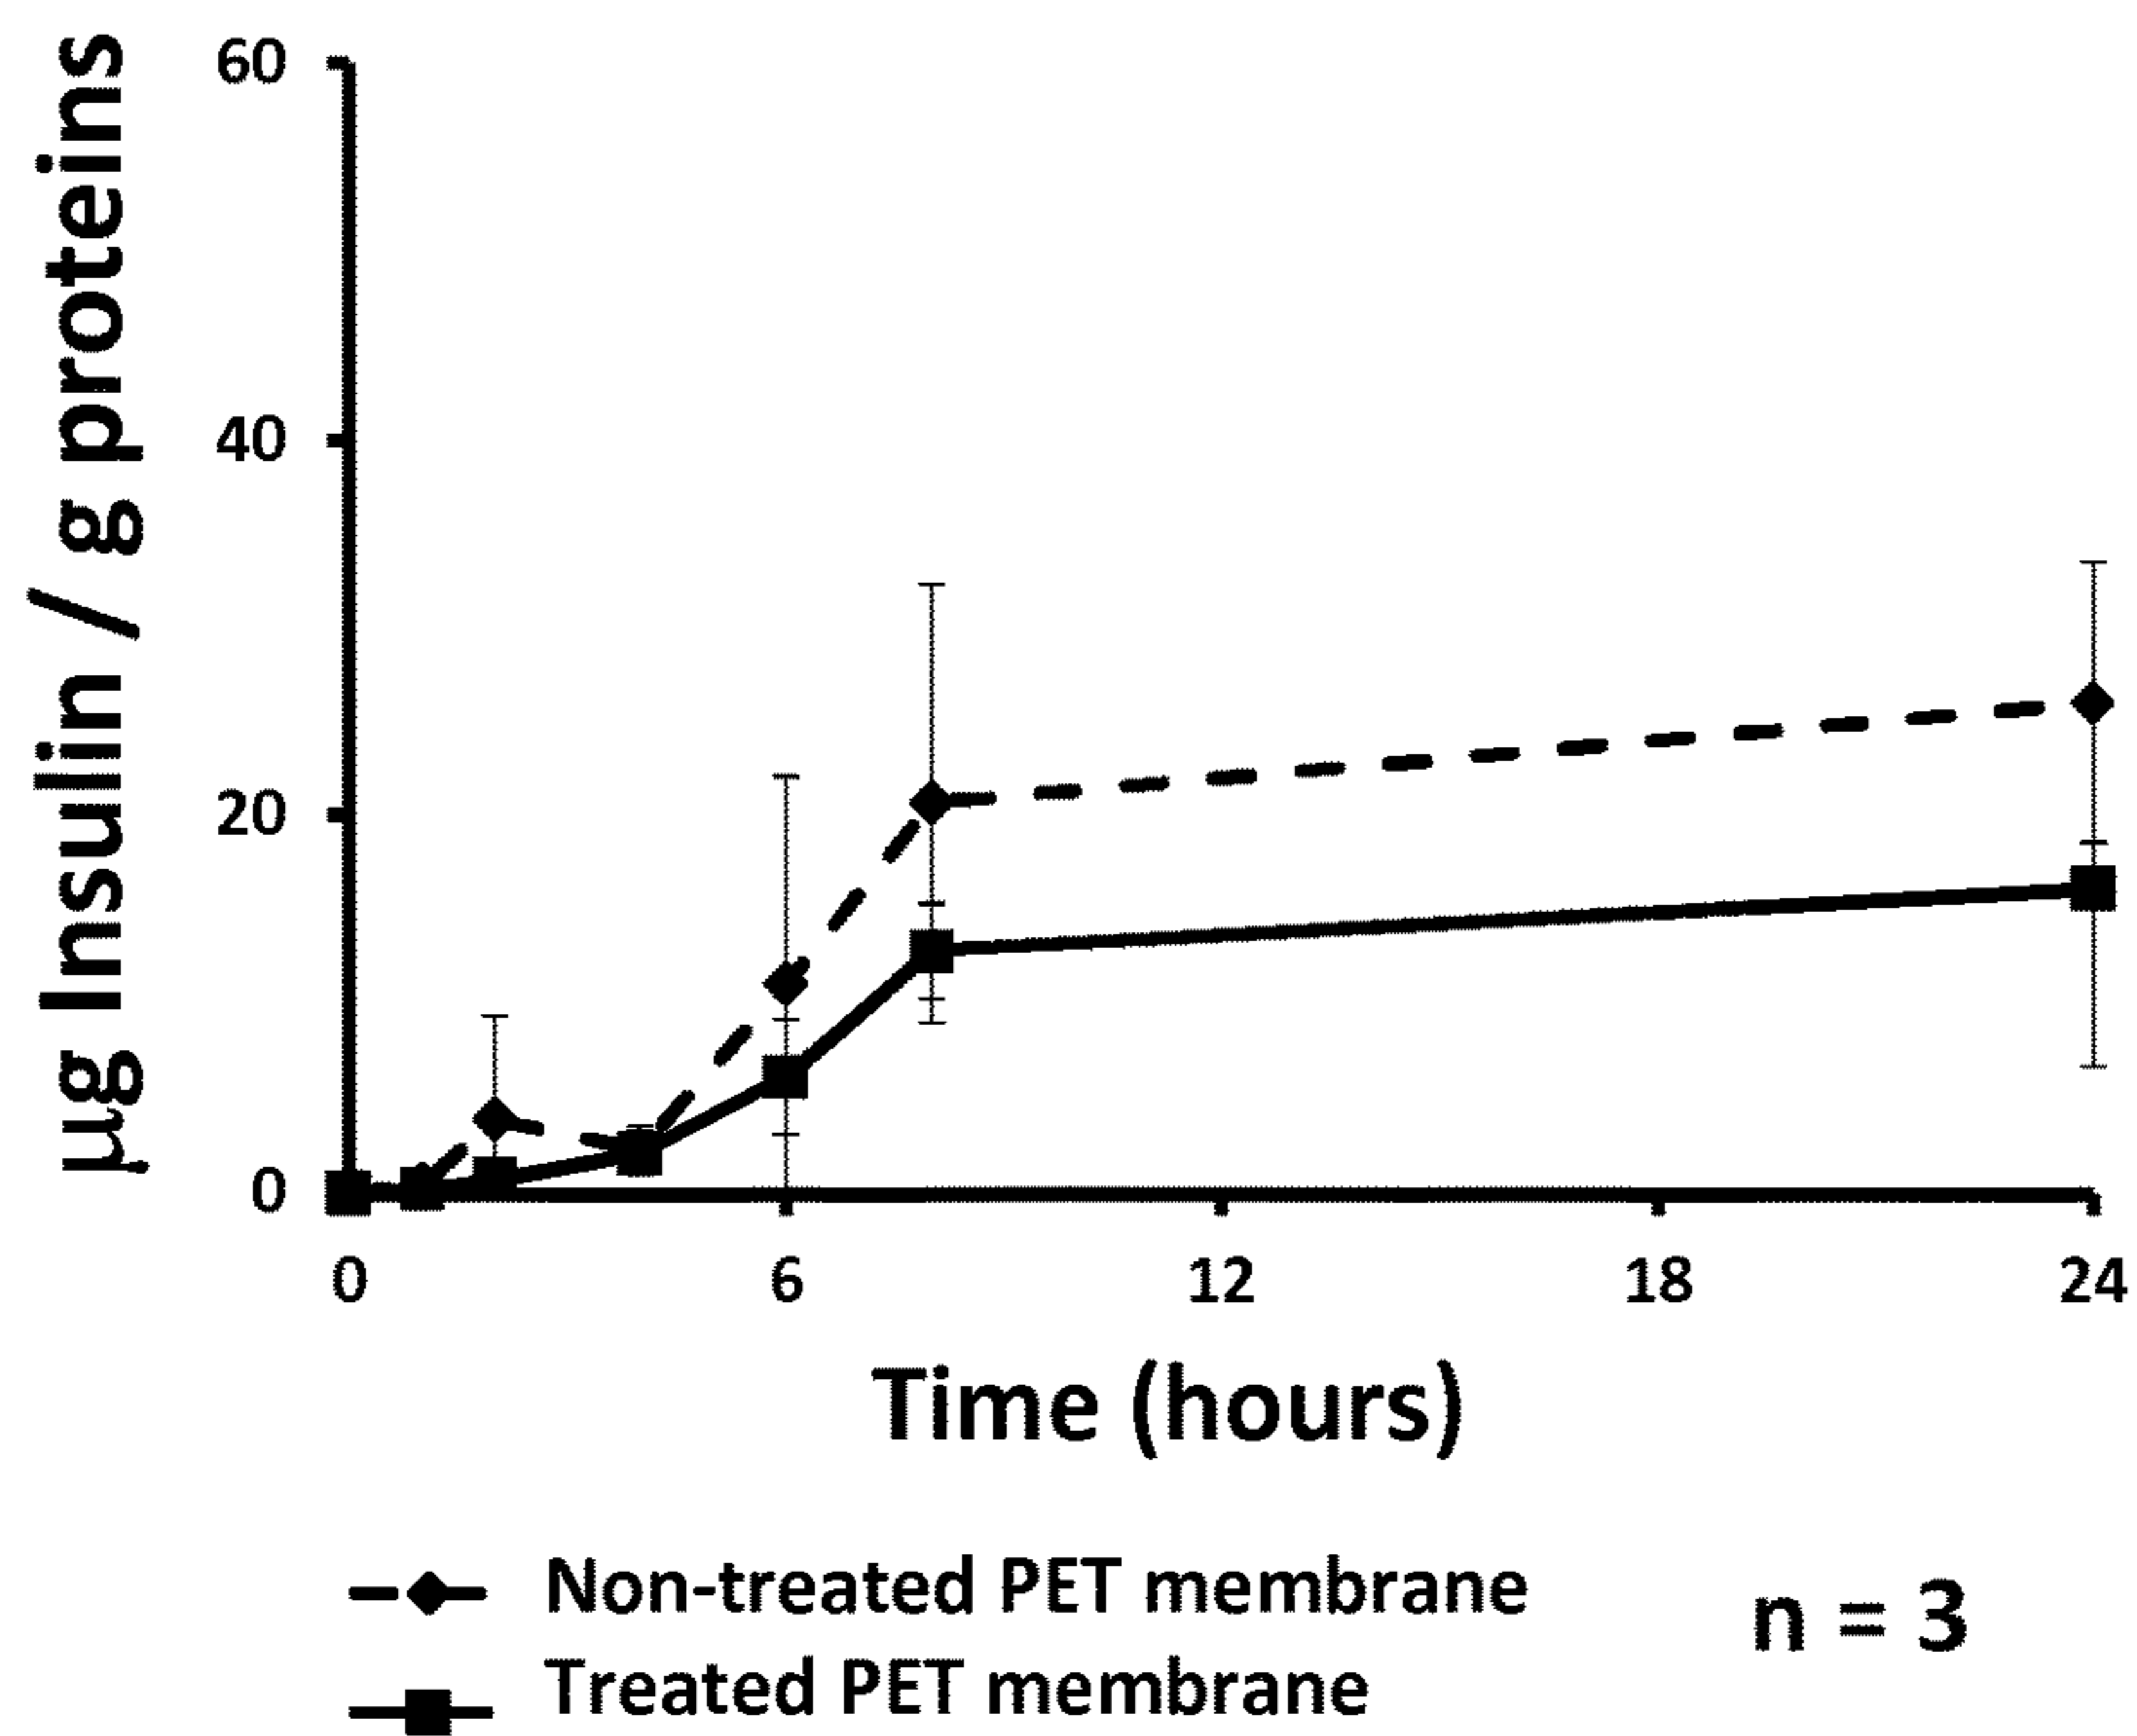 µg Insulin / g proteins
60
40
20
0
0 6 12 18 24
Time (hours)
Non-treated PET membrane
n = 3
Treated PET membrane